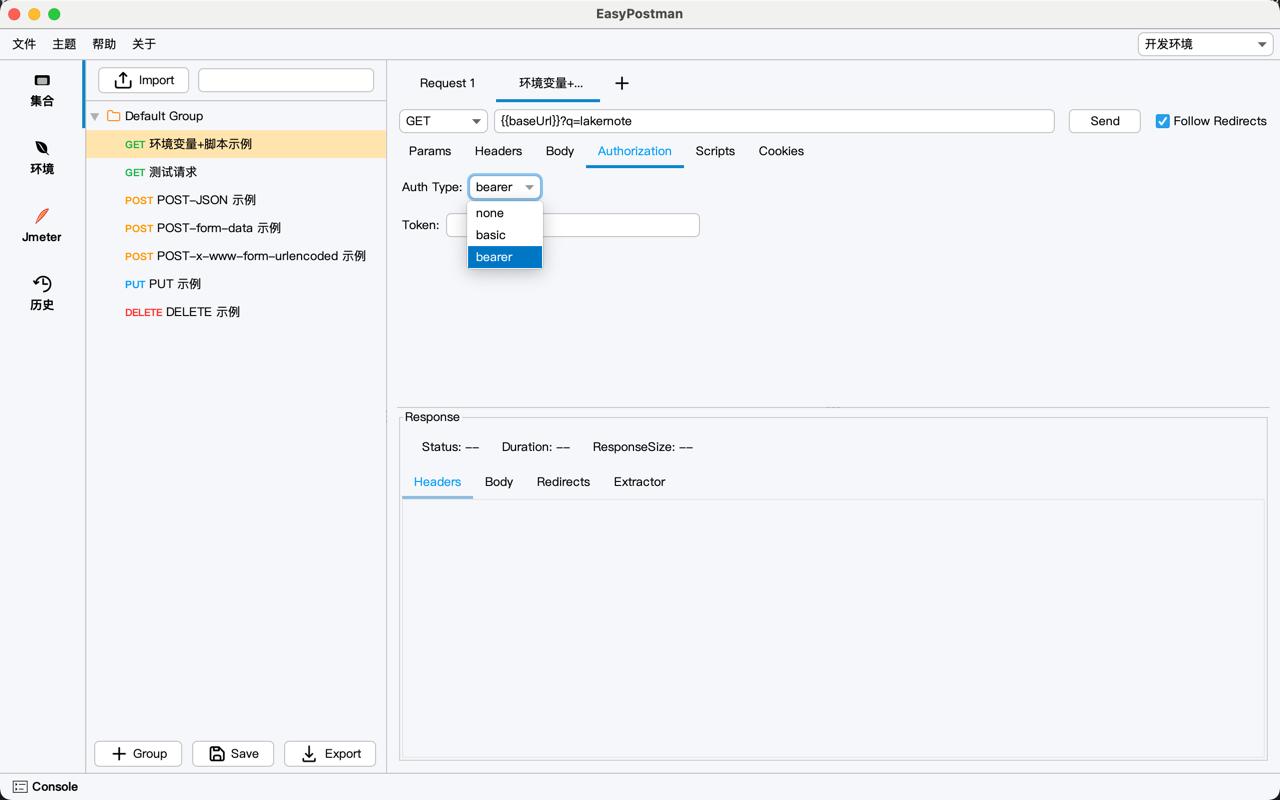 EasyPostman
文件 主题 帮助 关于
开发环境
集合
环境
Jmeter
历史
Import
Default Group
GET 环境变量+脚本示例
GET 测试请求
POST POST-JSON 示例
POST POST-form-data 示例
POST POST-x-www-form-urlencoded 示例
PUT PUT 示例
DELETE DELETE 示例
Group Save Export
Request 1 环境变量+... +
GET {{baseUrl}}?q=lakernote Send Follow Redirects
Params Headers Body Authorization Scripts Cookies
Auth Type: bearer
none
basic
bearer
Token:
Response
Status: -- Duration: -- ResponseSize: --
Headers Body Redirects Extractor
Console